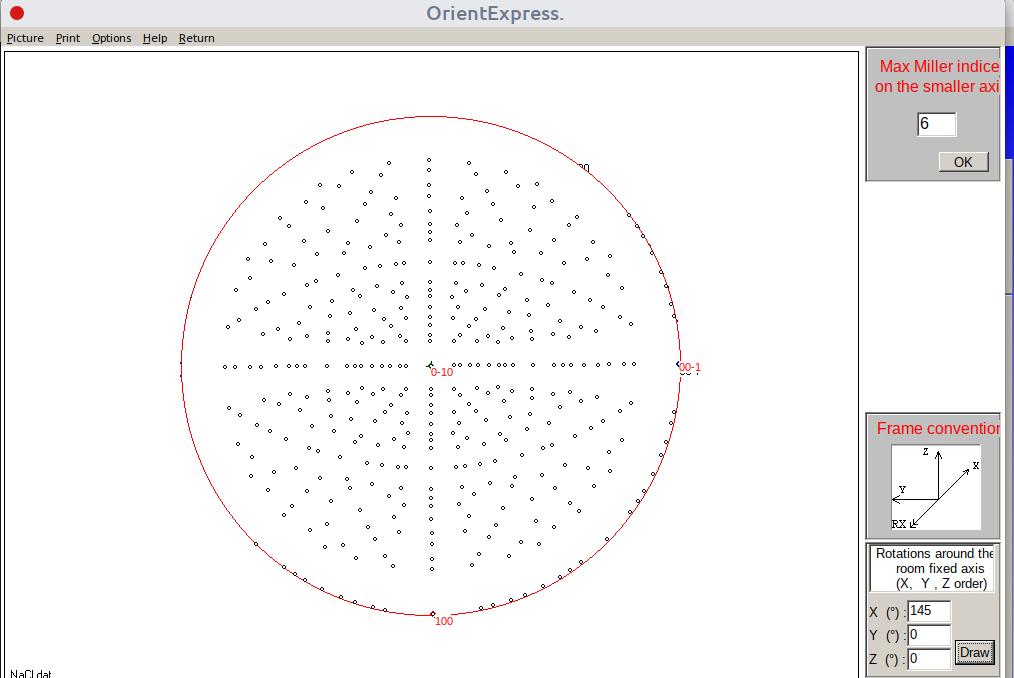 OrientExpress.
Picture Print Options Help Return
Max Miller indice
on the smaller axi
6
OK
0-10
00-1
100
Frame convention
Z
X
Y
RX
Rotations around the
room fixed axis
(X, Y , Z order)
X (°) : 145
Y (°) : 0
Z (°) : 0
Draw
NaCl.dat